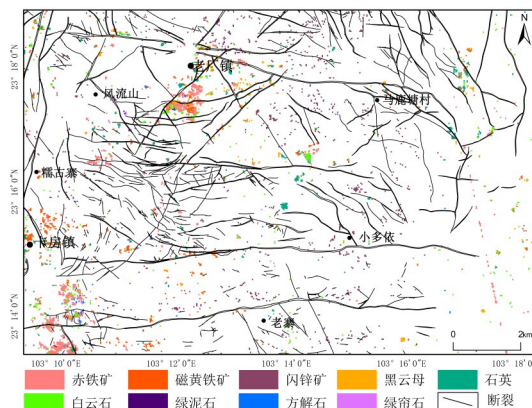 N
23°18′0″N
老厂镇
风流山
马鹿塘村
23°16′0″N
糯古寨
卡房镇
小多依
23°14′0″N
老寨
0 2km
103°10′0″E 103°12′0″E 103°14′0″E 103°16′0″E 103°18′0″E
赤铁矿 磁黄铁矿 闪锌矿 黑云母 石英
白云石 绿泥石 方解石 绿帘石 断裂